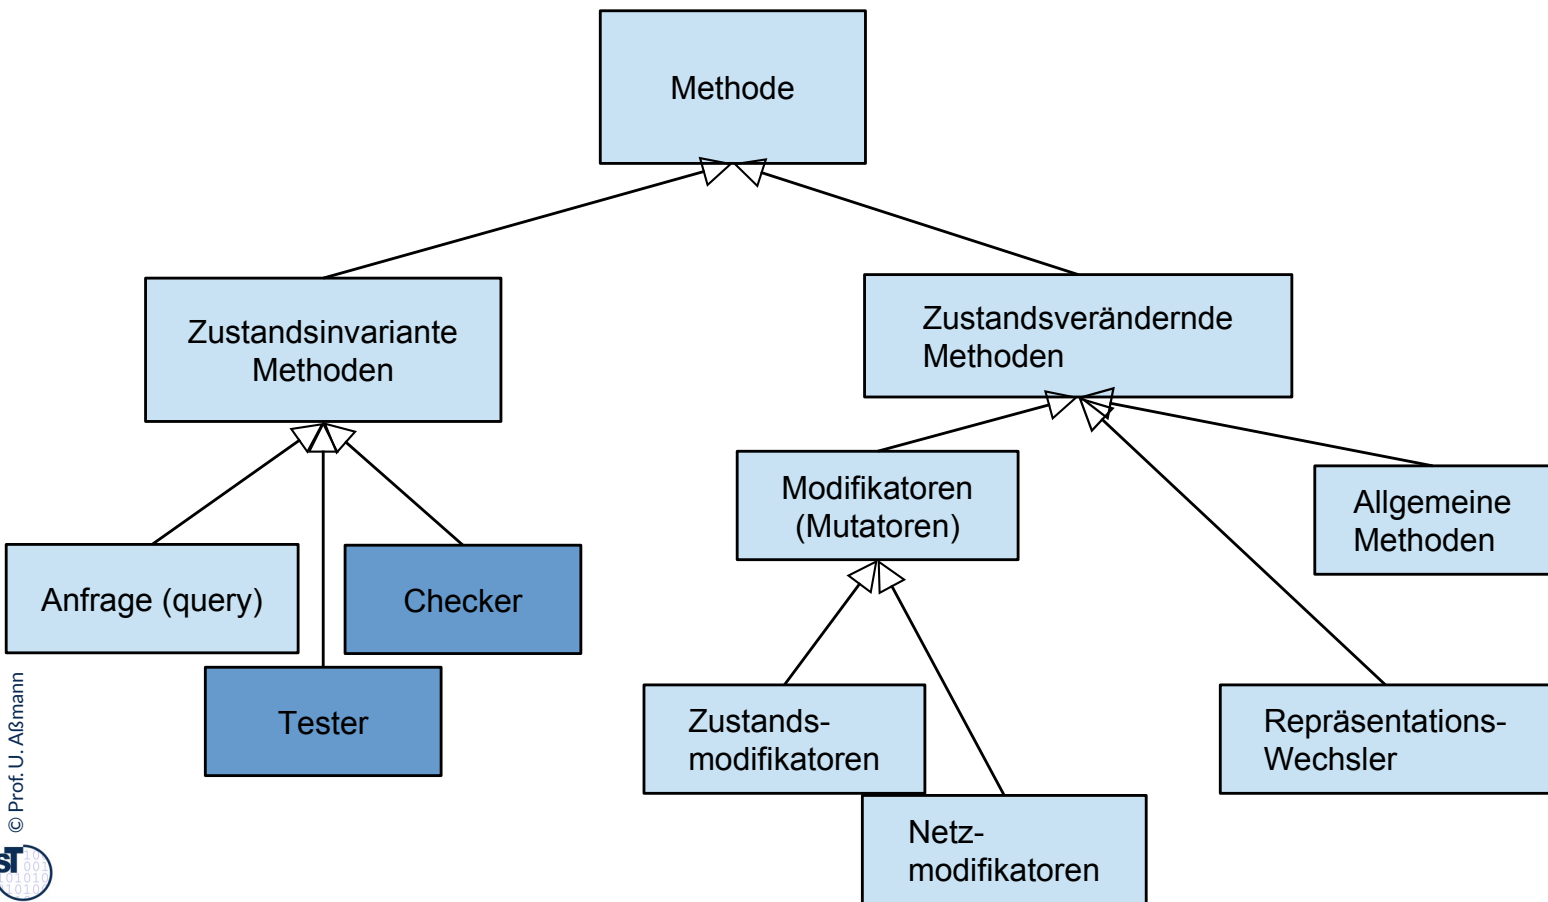 Methode
Zustandsinvariante
Methoden
Zustandsverändernde
Methoden
Modifikatoren
(Mutatoren)
Allgemeine
Methoden
Anfrage (query)
Checker
Tester
Zustands-
modifikatoren
Repräsentations-
Wechsler
Netz-
modifikatoren
© Prof. U. Aßmann
ST